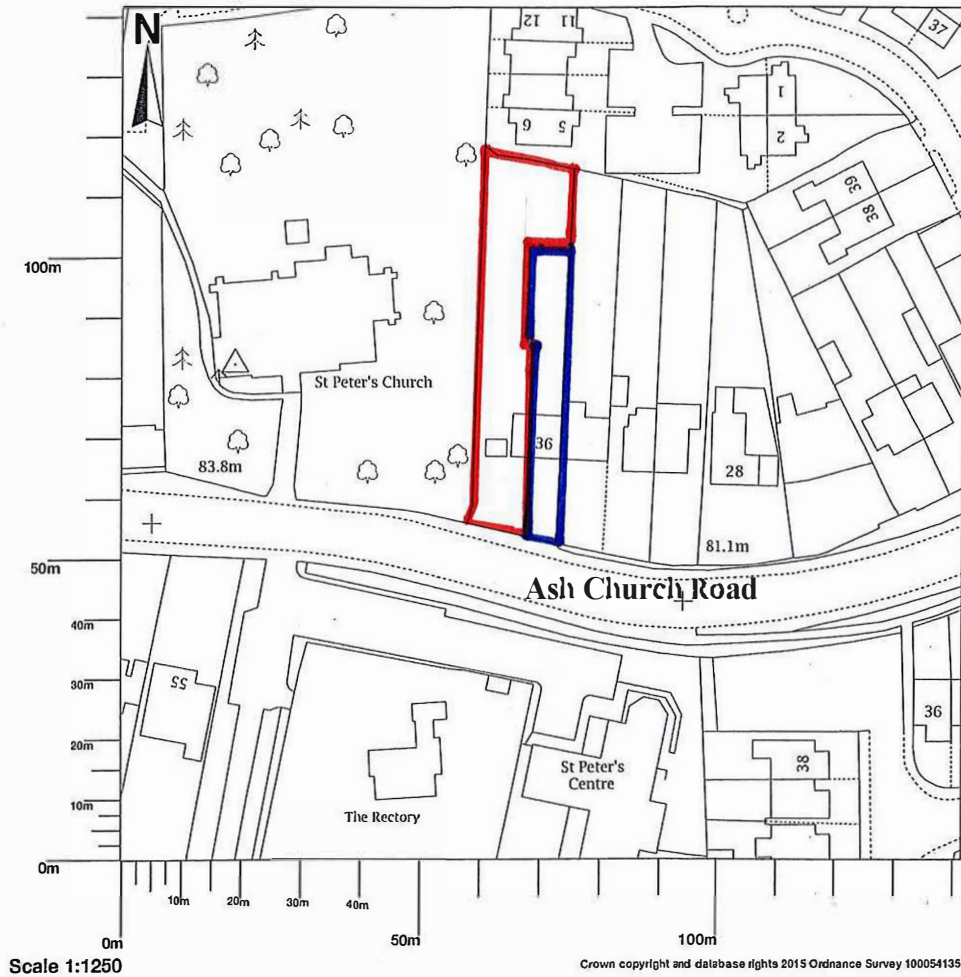 N
12
11
6
5
1
2
37
39
38
100m
St Peter's Church
36
83.8m
28
81.1m
50m
Ash Church Road
40m
30m
55
36
20m
St Peter's
Centre
38
10m
The Rectory
0m
10m
20m
30m
40m
0m
50m
100m
Scale 1:1250
Crown copyright and database rights 2015 Ordnance Survey 100054135